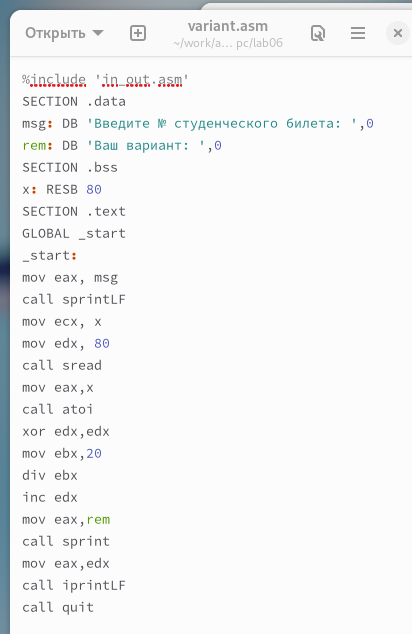 Открыть
variant.asm
~/work/a... pc/lab06
%include 'in_out.asm'
SECTION .data
msg: DB 'Введите № студенческого билета: ',0
rem: DB 'Ваш вариант: ',0
SECTION .bss
x: RESB 80
SECTION .text
GLOBAL _start
_start:
mov eax, msg
call sprintLF
mov ecx, x
mov edx, 80
call sread
mov eax,x
call atoi
xor edx,edx
mov ebx,20
div ebx
inc edx
mov eax,rem
call sprint
mov eax,edx
call iprintLF
call quit